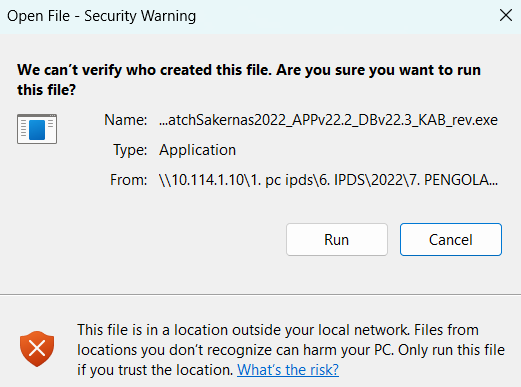 Open File - Security Warning
We can't verify who created this file. Are you sure you want to run
this file?
Name: ...atchSakernas2022_APPv22.2_DBv22.3_KAB_rev.exe
Type: Application
From: \\10.114.1.10\1. pc ipds\6. IPDS\2022\7. PENGOLA...
Run Cancel
This file is in a location outside your local network. Files from
locations you don't recognize can harm your PC. Only run this file
if you trust the location. What's the risk?